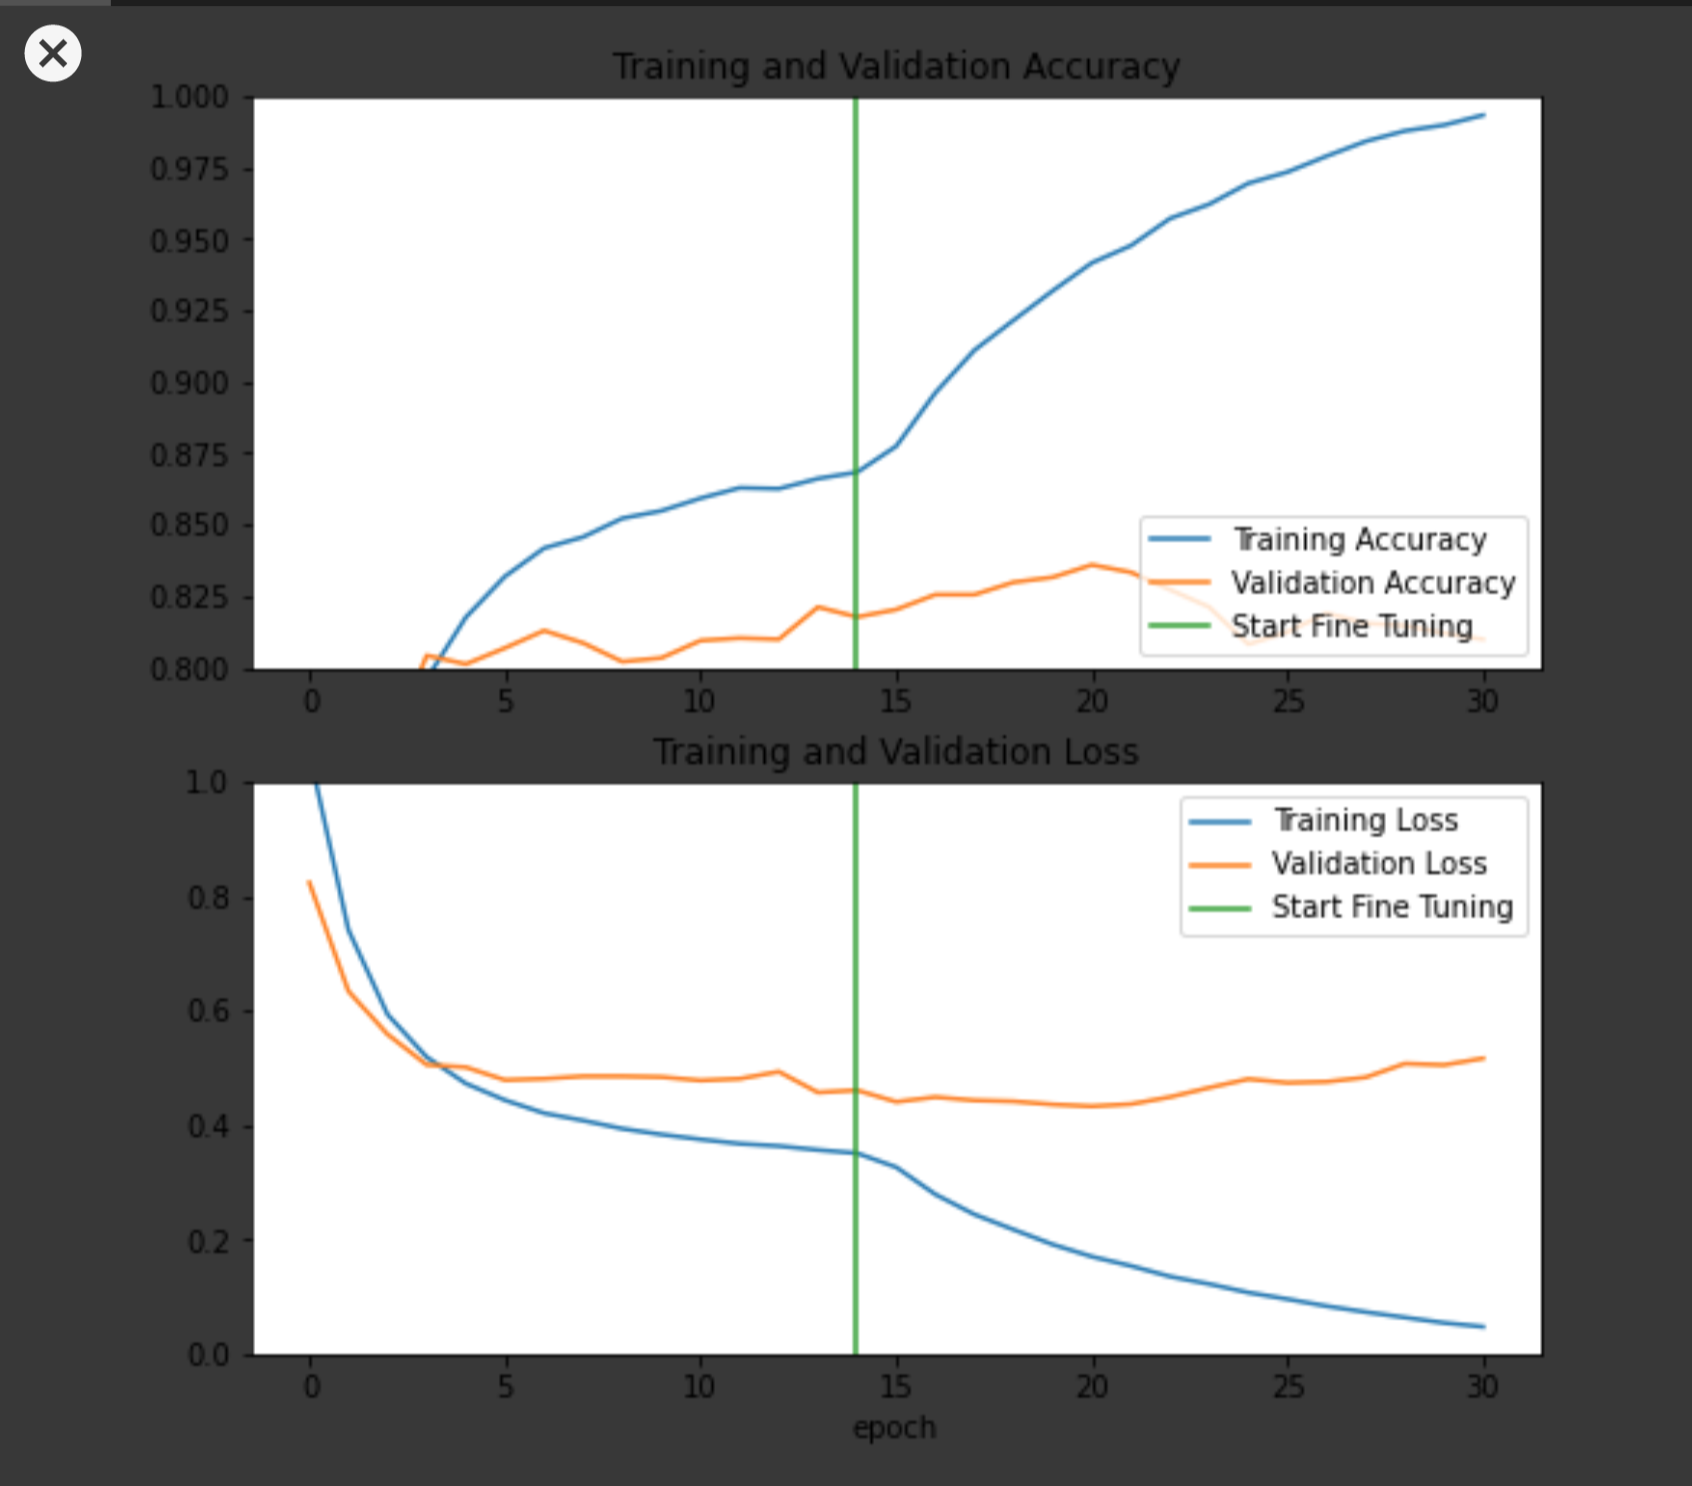 Training and Validation Accuracy
1.000
0.975
0.950
0.925
0.900
0.875
0.850
0.825
0.800
Training Accuracy
Validation Accuracy
Start Fine Tuning
0 5 10 15 20 25 30
Training and Validation Loss
1.0
0.8
0.6
0.4
0.2
0.0
Training Loss
Validation Loss
Start Fine Tuning
0 5 10 15 20 25 30
epoch